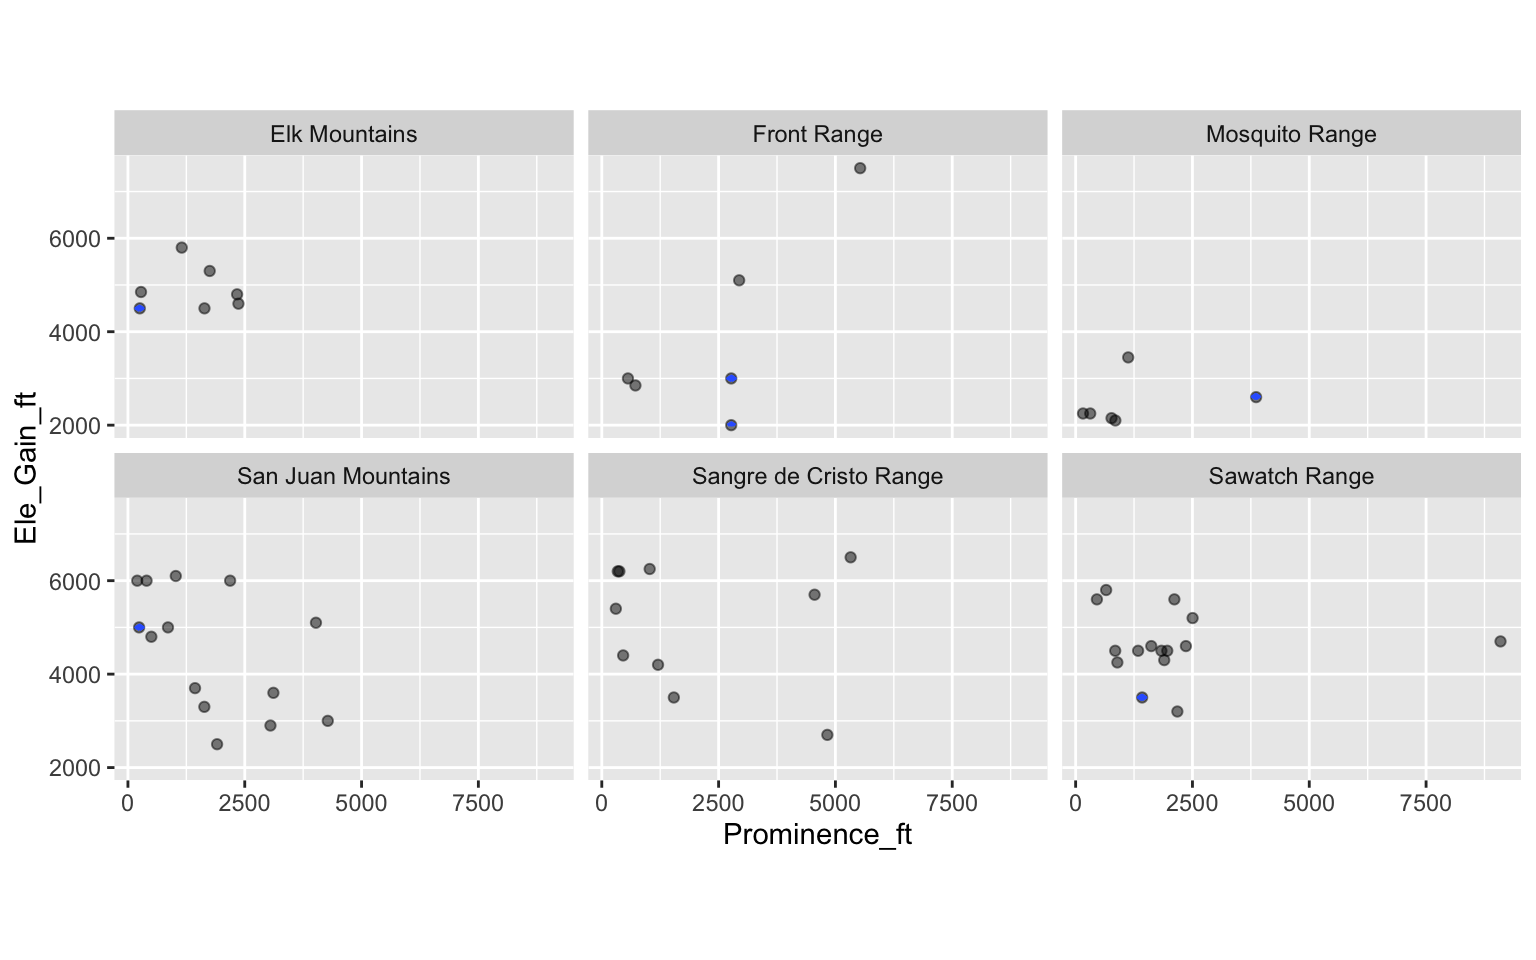 Elk Mountains
Front Range
Mosquito Range
6000
4000
2000
San Juan Mountains
Sangre de Cristo Range
Sawatch Range
6000
4000
2000
0 2500 5000 7500
0 2500 5000 7500
0 2500 5000 7500
Prominence_ft
Ele_Gain_ft